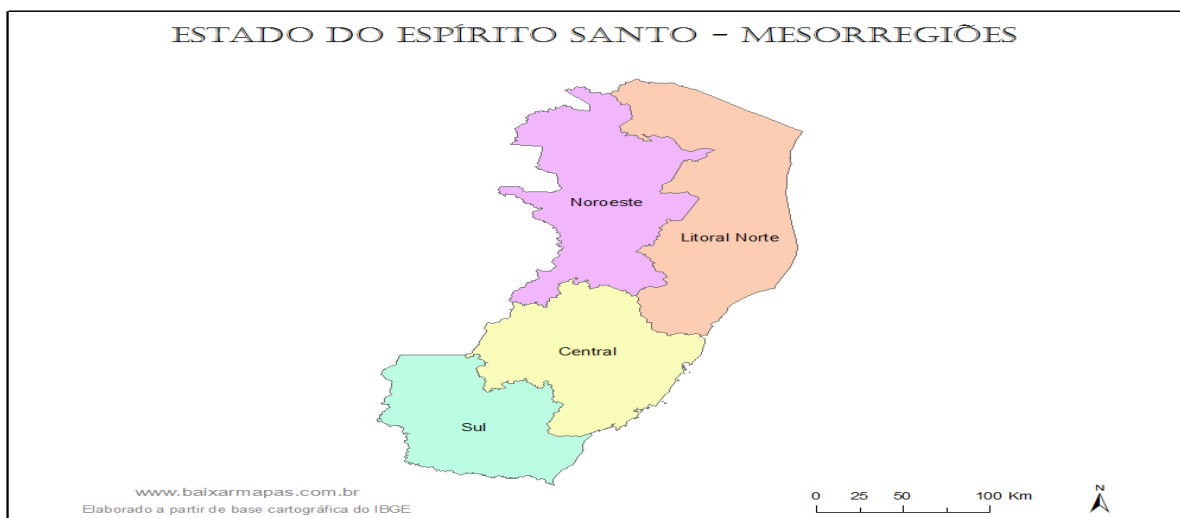 ESTADO DO ESPÍRITO SANTO - MESORREGIÕES
Noroeste
Litoral Norte
Central
Sul
www.baixarmapas.com.br
Elaborado a partir de base cartográfica do IBGE
0 25 50 100 Km
N